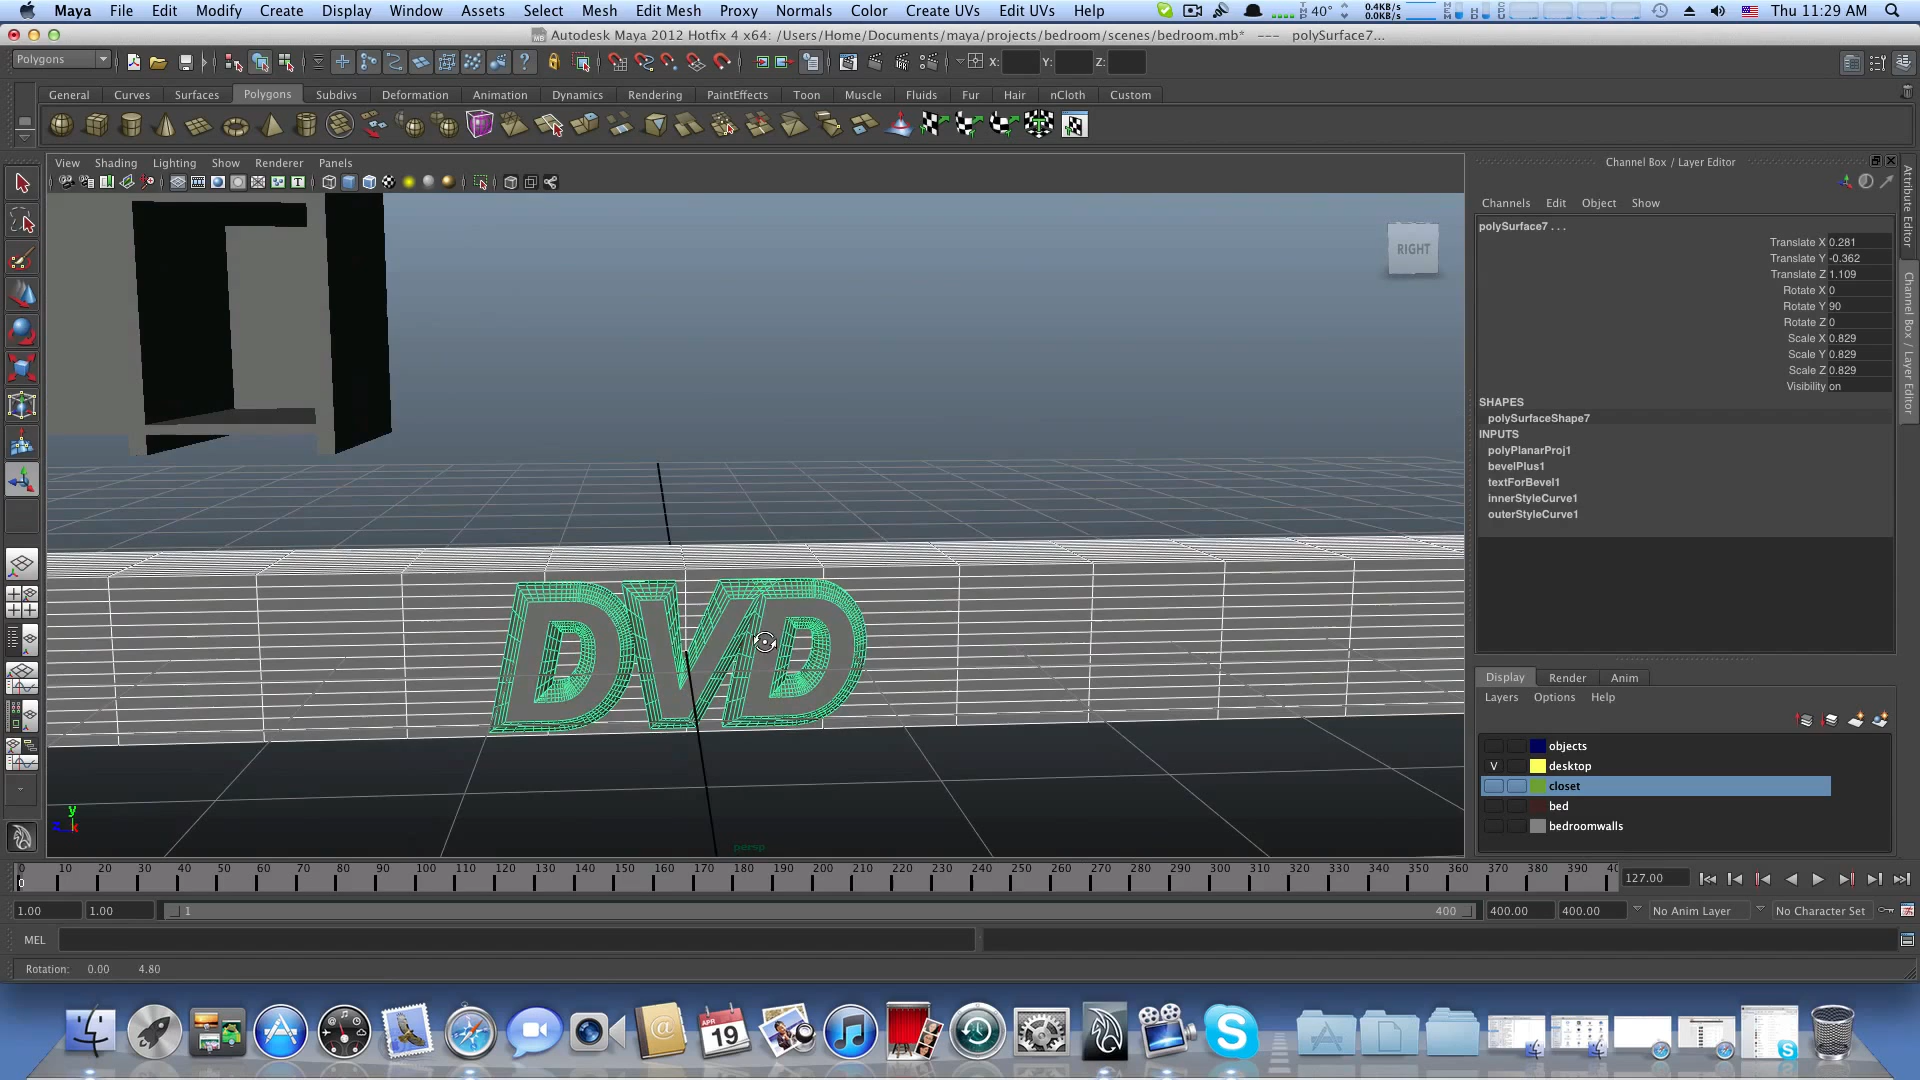 Maya File Edit Modify Create Display Window Assets Select Mesh Edit Mesh Proxy Normals Color Create UVs Edit UVs Help 40° 0.4KB/s 0.0KB/s Thu 11:29 AM
Autodesk Maya 2012 Hotfix 4 x64: /Users/Home/Documents/maya/projects/bedroom/scenes/bedroom.mb* --- polySurface7...
Polygons X: Y: Z:
General Curves Surfaces Polygons Subdivs Deformation Animation Dynamics Rendering PaintEffects Toon Muscle Fluids Fur Hair nCloth Custom
View Shading Lighting Show Renderer Panels
Channel Box / Layer Editor
Channels Edit Object Show
polySurface7 . . .
Translate X 0.281
Translate Y -0.362
Translate Z 1.109
Rotate X 0
Rotate Y 90
Rotate Z 0
Scale X 0.829
Scale Y 0.829
Scale Z 0.829
Visibility on
SHAPES
polySurfaceShape7
INPUTS
polyPlanarProj1
bevelPlus1
textForBevel1
innerStyleCurve1
outerStyleCurve1
Attribute Editor
Channel Box / Layer Editor
RIGHT
DVD
y
z x
persp
Display Render Anim
Layers Options Help
objects
V desktop
closet
bed
bedroomwalls
0 10 20 30 40 50 60 70 80 90 100 110 120 130 140 150 160 170 180 190 200 210 220 230 240 250 260 270 280 290 300 310 320 330 340 350 360 370 380 390 40
0
127.00
1.00 1.00 1 400 400.00 400.00 No Anim Layer No Character Set
MEL
Rotation: 0.00 4.80
APR
19